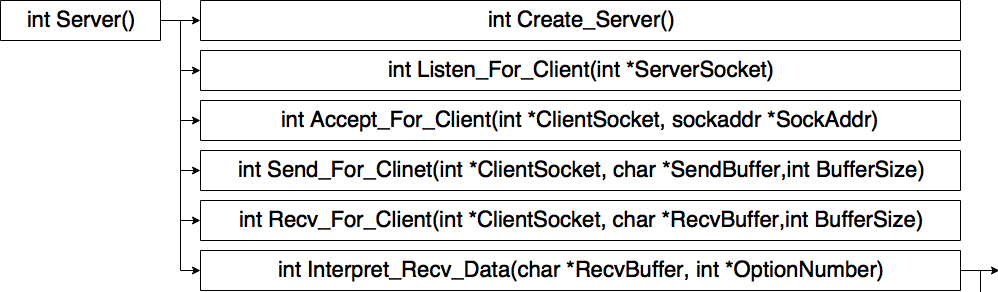 int Server()
int Create_Server()
int Listen_For_Client(int *ServerSocket)
int Accept_For_Client(int *ClientSocket, sockaddr *SockAddr)
int Send_For_Clinet(int *ClientSocket, char *SendBuffer,int BufferSize)
int Recv_For_Client(int *ClientSocket, char *RecvBuffer,int BufferSize)
int Interpret_Recv_Data(char *RecvBuffer, int *OptionNumber)